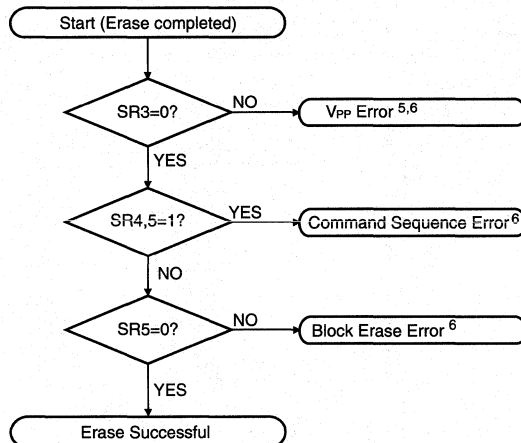 Start (Erase completed)
SR3=0?
NO
VPP Error 5,6
YES
SR4,5=1?
YES
Command Sequence Error 6
NO
SR5=0?
NO
Block Erase Error 6
YES
Erase Successful